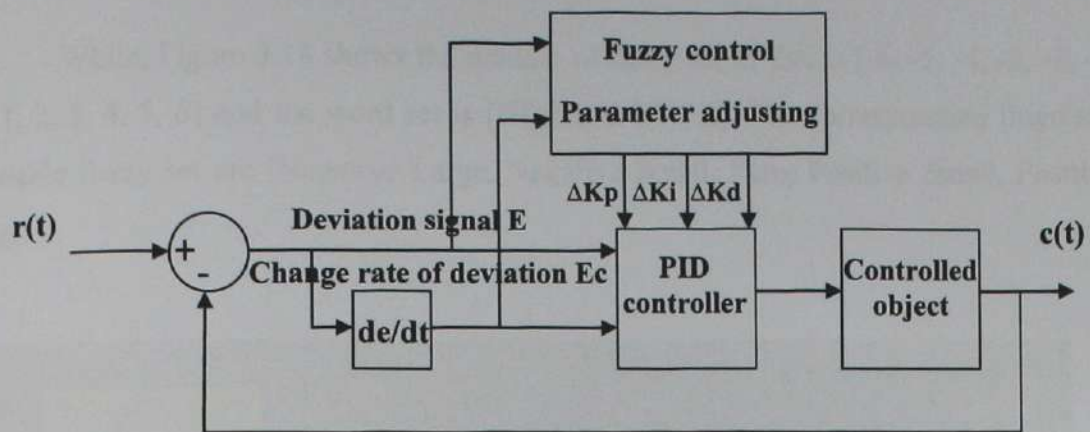 Fuzzy control
Parameter adjusting
ΔKp ΔKi ΔKd
r(t)
+
-
Deviation signal E
Change rate of deviation Ec
de/dt
PID
controller
Controlled
object
c(t)